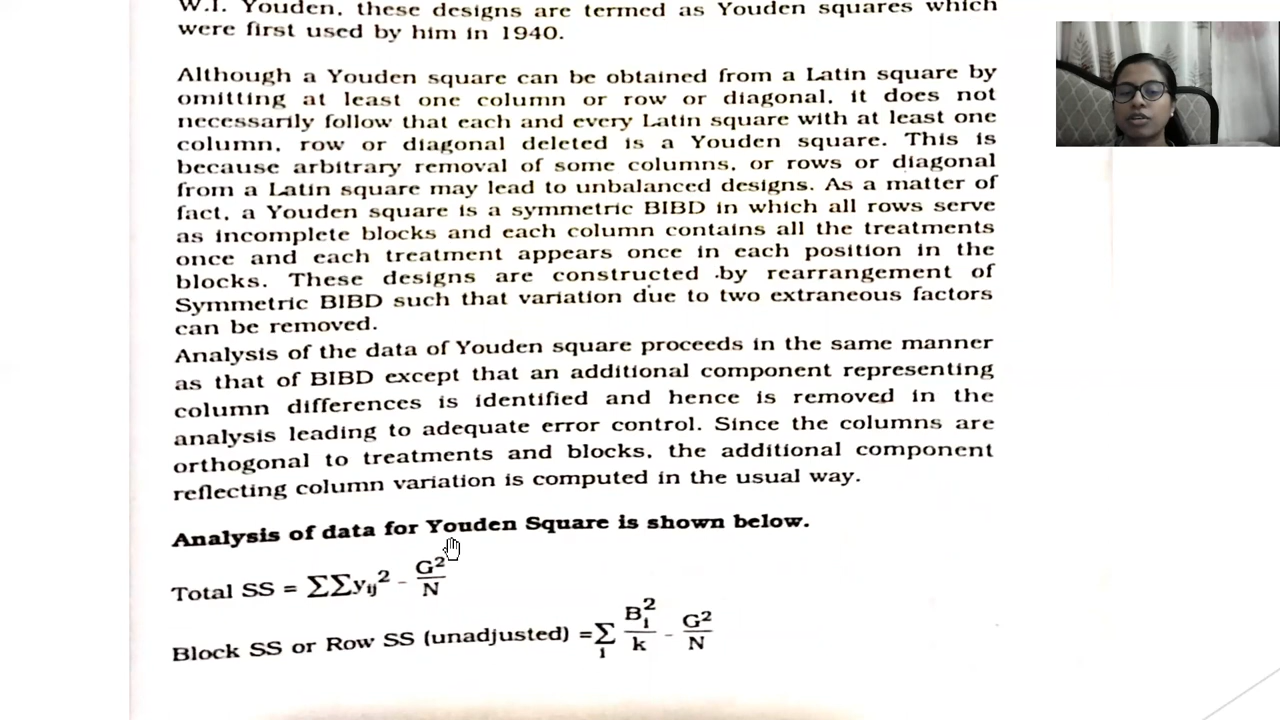 W.I. Youden, these designs are termed as Youden squares which
were first used by him in 1940.
Although a Youden square can be obtained from a Latin square by
omitting at least one column or row or diagonal, it does not
necessarily follow that each and every Latin square with at least one
column, row or diagonal deleted is a Youden square. This is
because arbitrary removal of some columns, or rows or diagonal
from a Latin square may lead to unbalanced designs. As a matter of
fact, a Youden square is a symmetric BIBD in which all rows serve
as incomplete blocks and each column contains all the treatments
once and each treatment appears once in each position in the
blocks. These designs are constructed by rearrangement of
Symmetric BIBD such that variation due to two extraneous factors
can be removed.
Analysis of the data of Youden square proceeds in the same manner
as that of BIBD except that an additional component representing
column differences is identified and hence is removed in the
analysis leading to adequate error control. Since the columns are
orthogonal to treatments and blocks, the additional component
reflecting column variation is computed in the usual way.
Analysis of data for Youden Square is shown below.
Total SS = ΣΣy_ij² - G²/N
Block SS or Row SS (unadjusted) = Σ_i B_i²/k - G²/N